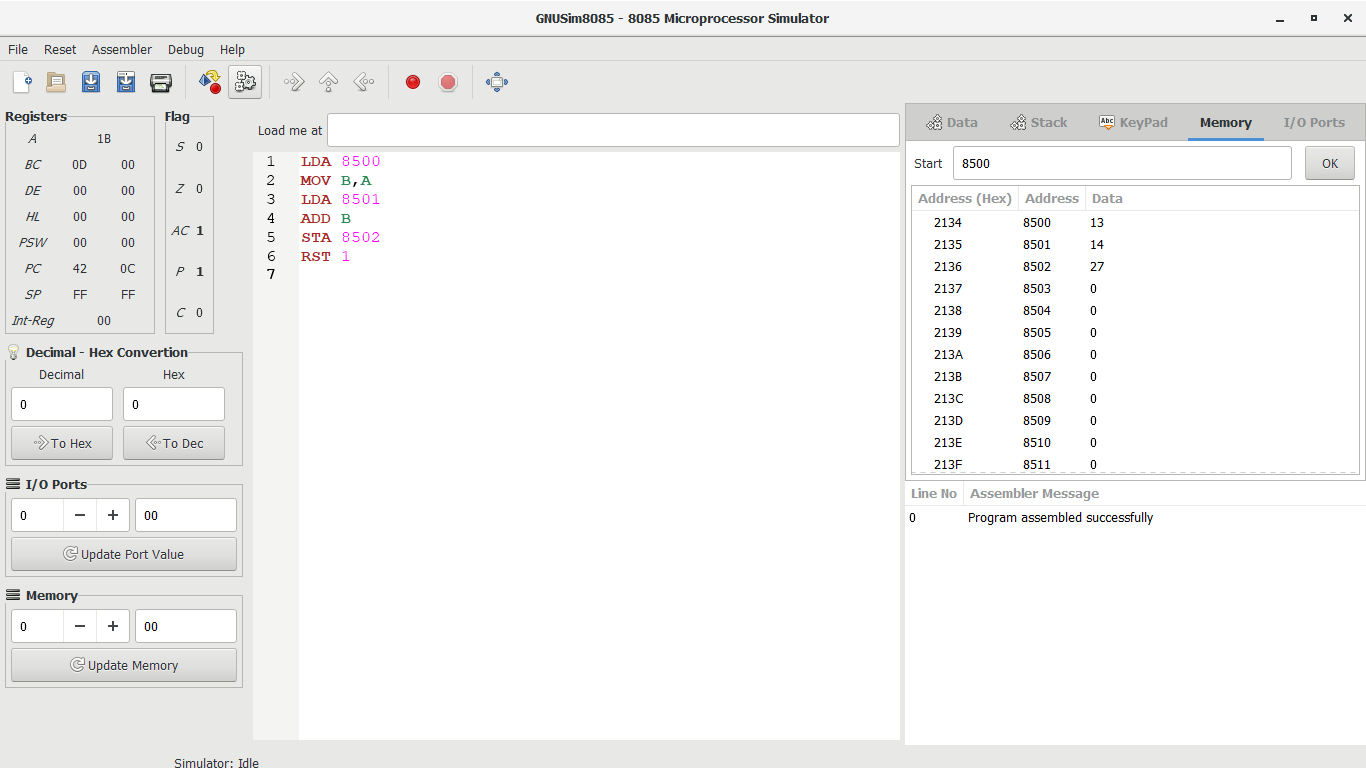 GNUSim8085 - 8085 Microprocessor Simulator
File Reset Assembler Debug Help
Registers
A 1B
BC 0D 00
DE 00 00
HL 00 00
PSW 00 00
PC 42 0C
SP FF FF
Int-Reg 00
Flag
S 0
Z 0
AC 1
P 1
C 0
Decimal - Hex Convertion
Decimal Hex
0 0
To Hex To Dec
I/O Ports
0 − + 00
Update Port Value
Memory
0 − + 00
Update Memory
Load me at
1 LDA 8500
2 MOV B,A
3 LDA 8501
4 ADD B
5 STA 8502
6 RST 1
7
Data Stack Abc KeyPad Memory I/O Ports
Start 8500 OK
Address (Hex) Address Data
2134 8500 13
2135 8501 14
2136 8502 27
2137 8503 0
2138 8504 0
2139 8505 0
213A 8506 0
213B 8507 0
213C 8508 0
213D 8509 0
213E 8510 0
213F 8511 0
Line No Assembler Message
0 Program assembled successfully
Simulator: Idle